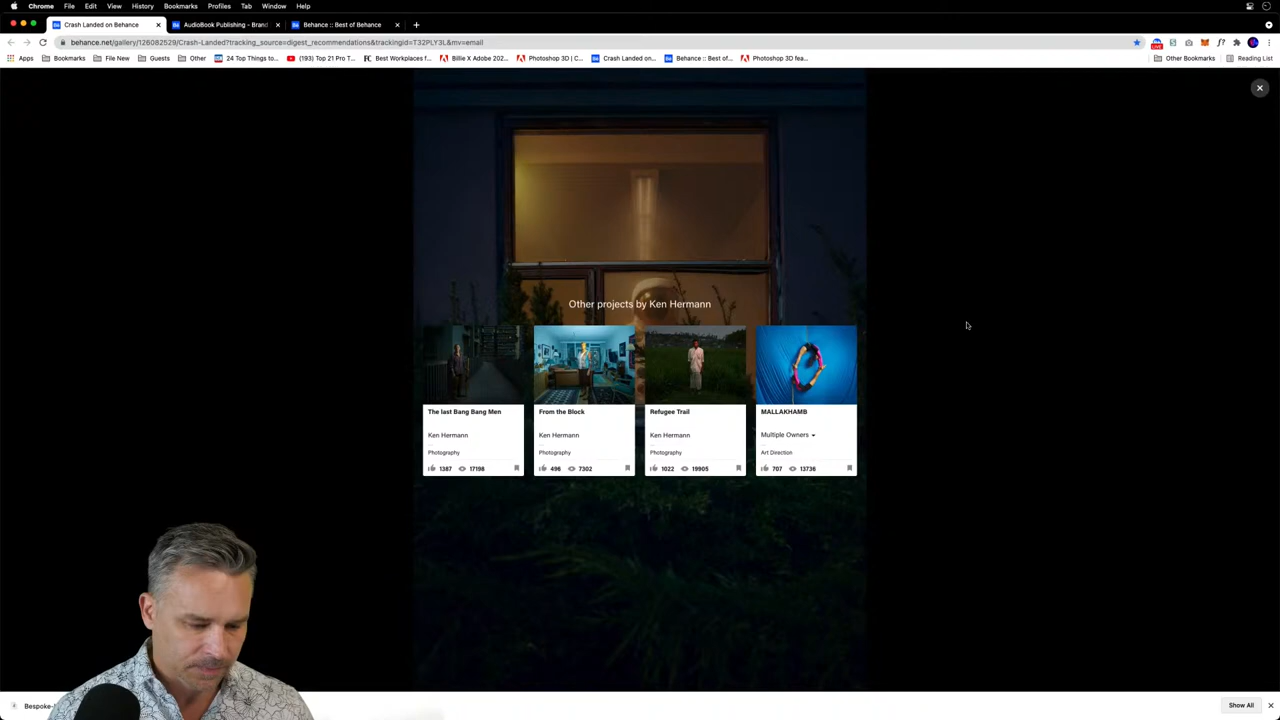 Chrome File Edit View History Bookmarks Profiles Tab Window Help
Crash Landed on Behance AudioBook Publishing – Brand Behance :: Best of Behance
behance.net/gallery/126082529/Crash-Landed?tracking_source=digest_recommendations&trackingid=T32PLY3L&mv=email
Apps Bookmarks File New Guests Other 24 Top Things to... (193) Top 21 Pro T... Best Workplaces f... Billie X Adobe 202... Photoshop 3D | C... Crash Landed on... Behance :: Best of... Photoshop 3D fea... Other Bookmarks Reading List
Other projects by Ken Hermann
The last Bang Bang Men From the Block Refugee Trail MALLAKHAMB
Ken Hermann Ken Hermann Ken Hermann Multiple Owners
Photography Photography Photography Art Direction
1387 17198 496 7302 1022 19905 707 13736
Bespoke- Show All